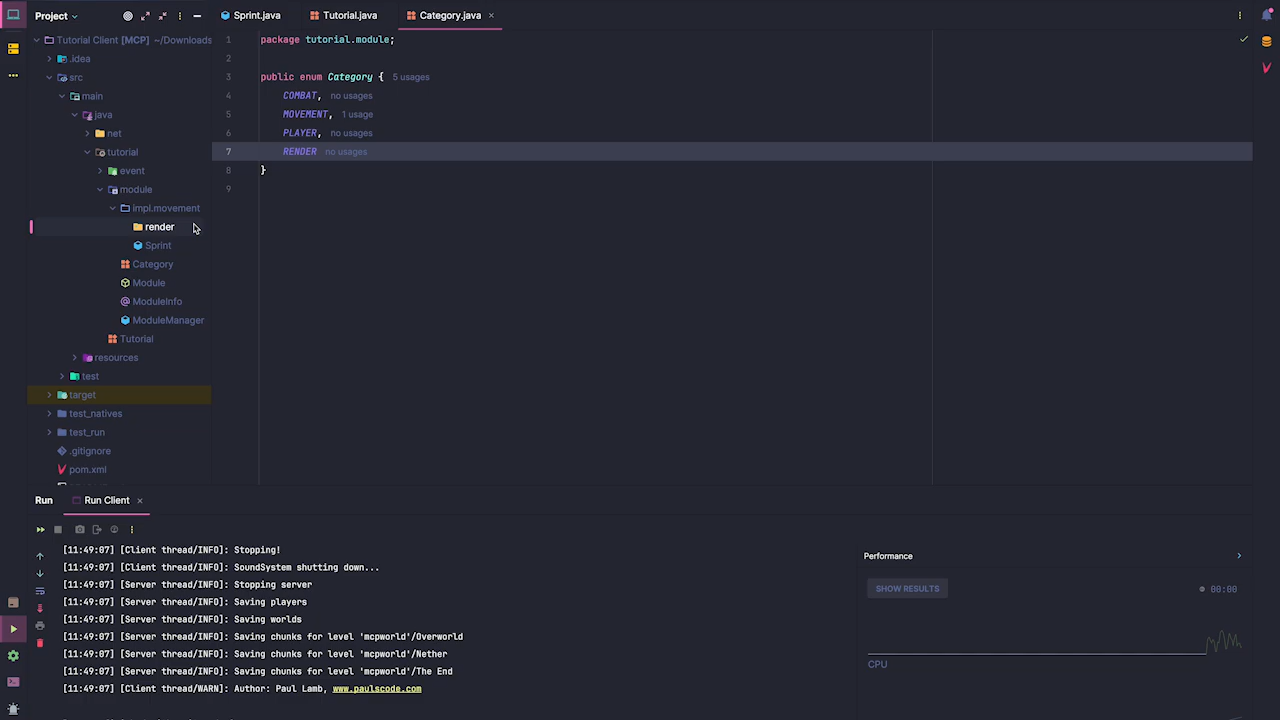 Project
Sprint.java
Tutorial.java
Category.java
Tutorial Client [MCP] ~/Downloads
.idea
src
main
java
net
tutorial
event
module
impl.movement
render
Sprint
Category
Module
ModuleInfo
ModuleManager
Tutorial
resources
test
target
test_natives
test_run
.gitignore
pom.xml
1 package tutorial.module;
2
3 public enum Category { 5 usages
4 COMBAT, no usages
5 MOVEMENT, 1 usage
6 PLAYER, no usages
7 RENDER no usages
8 }
9
Run
Run Client
[11:49:07] [Client thread/INFO]: Stopping!
[11:49:07] [Client thread/INFO]: SoundSystem shutting down...
[11:49:07] [Server thread/INFO]: Stopping server
[11:49:07] [Server thread/INFO]: Saving players
[11:49:07] [Server thread/INFO]: Saving worlds
[11:49:07] [Server thread/INFO]: Saving chunks for level 'mcpworld'/Overworld
[11:49:07] [Server thread/INFO]: Saving chunks for level 'mcpworld'/Nether
[11:49:07] [Server thread/INFO]: Saving chunks for level 'mcpworld'/The End
[11:49:07] [Client thread/WARN]: Author: Paul Lamb, www.paulscode.com
Performance
SHOW RESULTS
00:00
CPU